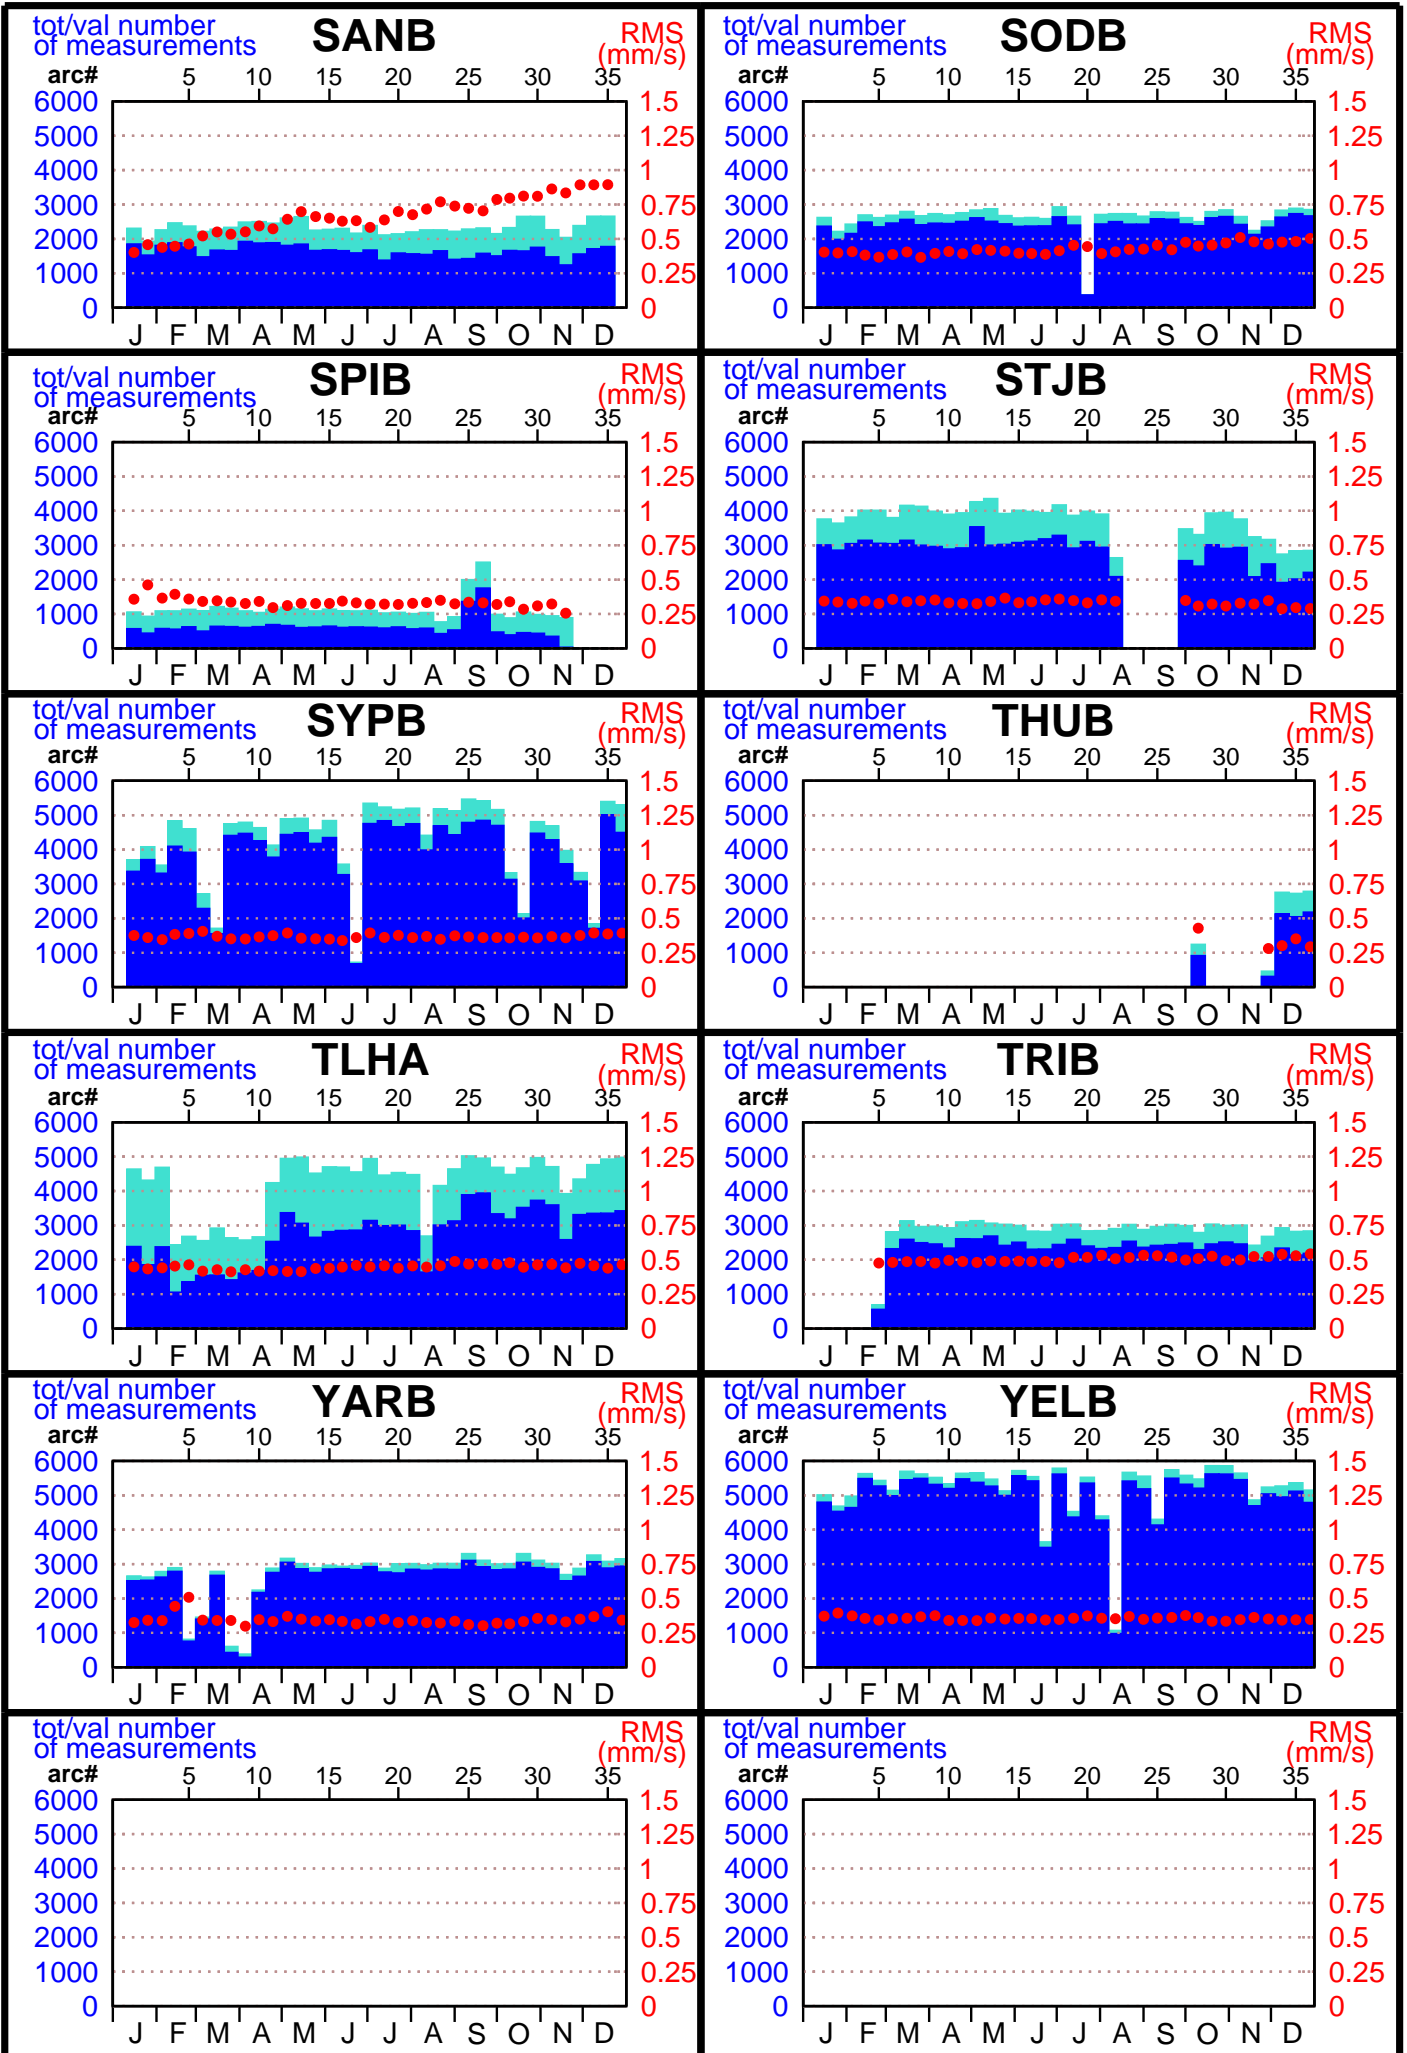 tot/val number
of measurements
SANB
RMS
(mm/s)
arc# 5 10 15 20 25 30 35
6000 1.5
5000 1.25
4000 1
3000 0.75
2000 0.5
1000 0.25
0 0
J F M A M J J A S O N D
tot/val number
of measurements
SODB
RMS
(mm/s)
arc# 5 10 15 20 25 30 35
6000 1.5
5000 1.25
4000 1
3000 0.75
2000 0.5
1000 0.25
0 0
J F M A M J J A S O N D
tot/val number
of measurements
SPIB
RMS
(mm/s)
arc# 5 10 15 20 25 30 35
6000 1.5
5000 1.25
4000 1
3000 0.75
2000 0.5
1000 0.25
0 0
J F M A M J J A S O N D
tot/val number
of measurements
STJB
RMS
(mm/s)
arc# 5 10 15 20 25 30 35
6000 1.5
5000 1.25
4000 1
3000 0.75
2000 0.5
1000 0.25
0 0
J F M A M J J A S O N D
tot/val number
of measurements
SYPB
RMS
(mm/s)
arc# 5 10 15 20 25 30 35
6000 1.5
5000 1.25
4000 1
3000 0.75
2000 0.5
1000 0.25
0 0
J F M A M J J A S O N D
tot/val number
of measurements
THUB
RMS
(mm/s)
arc# 5 10 15 20 25 30 35
6000 1.5
5000 1.25
4000 1
3000 0.75
2000 0.5
1000 0.25
0 0
J F M A M J J A S O N D
tot/val number
of measurements
TLHA
RMS
(mm/s)
arc# 5 10 15 20 25 30 35
6000 1.5
5000 1.25
4000 1
3000 0.75
2000 0.5
1000 0.25
0 0
J F M A M J J A S O N D
tot/val number
of measurements
TRIB
RMS
(mm/s)
arc# 5 10 15 20 25 30 35
6000 1.5
5000 1.25
4000 1
3000 0.75
2000 0.5
1000 0.25
0 0
J F M A M J J A S O N D
tot/val number
of measurements
YARB
RMS
(mm/s)
arc# 5 10 15 20 25 30 35
6000 1.5
5000 1.25
4000 1
3000 0.75
2000 0.5
1000 0.25
0 0
J F M A M J J A S O N D
tot/val number
of measurements
YELB
RMS
(mm/s)
arc# 5 10 15 20 25 30 35
6000 1.5
5000 1.25
4000 1
3000 0.75
2000 0.5
1000 0.25
0 0
J F M A M J J A S O N D
tot/val number
of measurements
RMS
(mm/s)
arc# 5 10 15 20 25 30 35
6000 1.5
5000 1.25
4000 1
3000 0.75
2000 0.5
1000 0.25
0 0
J F M A M J J A S O N D
tot/val number
of measurements
RMS
(mm/s)
arc# 5 10 15 20 25 30 35
6000 1.5
5000 1.25
4000 1
3000 0.75
2000 0.5
1000 0.25
0 0
J F M A M J J A S O N D